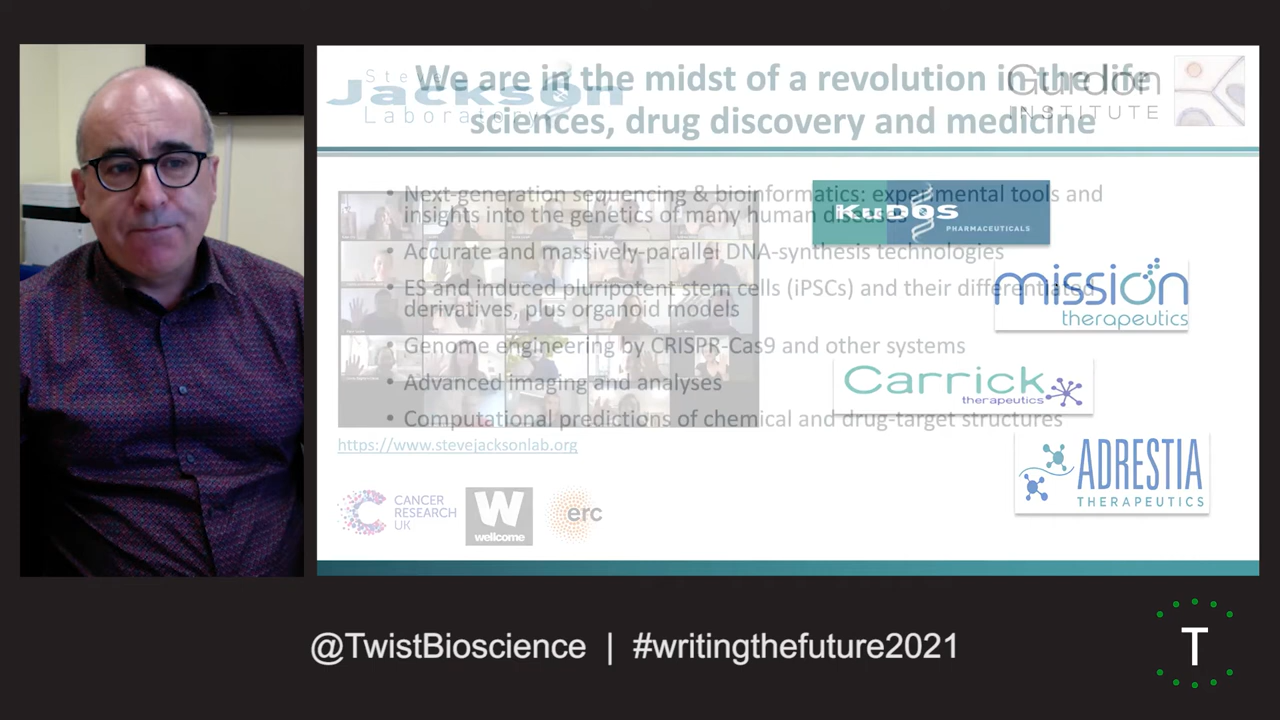 Steve
Jackson
Laboratory
Gurdon
INSTITUTE
We are in the midst of a revolution in the life
sciences, drug discovery and medicine
• Next-generation sequencing & bioinformatics: experimental tools and
insights into the genetics of many human diseases
• Accurate and massively-parallel DNA-synthesis technologies
• ES and induced pluripotent stem cells (iPSCs) and their differentiated
derivatives, plus organoid models
• Genome engineering by CRISPR-Cas9 and other systems
• Advanced imaging and analyses
• Computational predictions of chemical and drug-target structures
KuDOS
PHARMACEUTICALS
mission
therapeutics
Carrick
therapeutics
ADRESTIA
THERAPEUTICS
https://www.stevejacksonlab.org
CANCER
RESEARCH
UK
W
wellcome
erc
@TwistBioscience | #writingthefuture2021
T